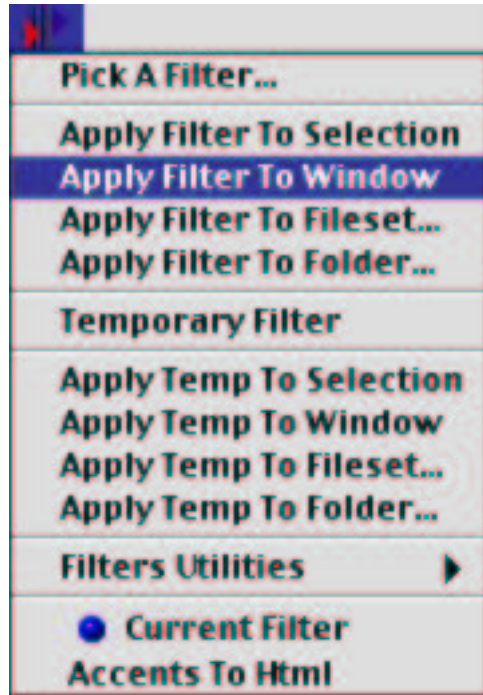 Pick A Filter...
Apply Filter To Selection
Apply Filter To Window
Apply Filter To Fileset...
Apply Filter To Folder...
Temporary Filter
Apply Temp To Selection
Apply Temp To Window
Apply Temp To Fileset...
Apply Temp To Folder...
Filters Utilities
Current Filter
Accents To Html